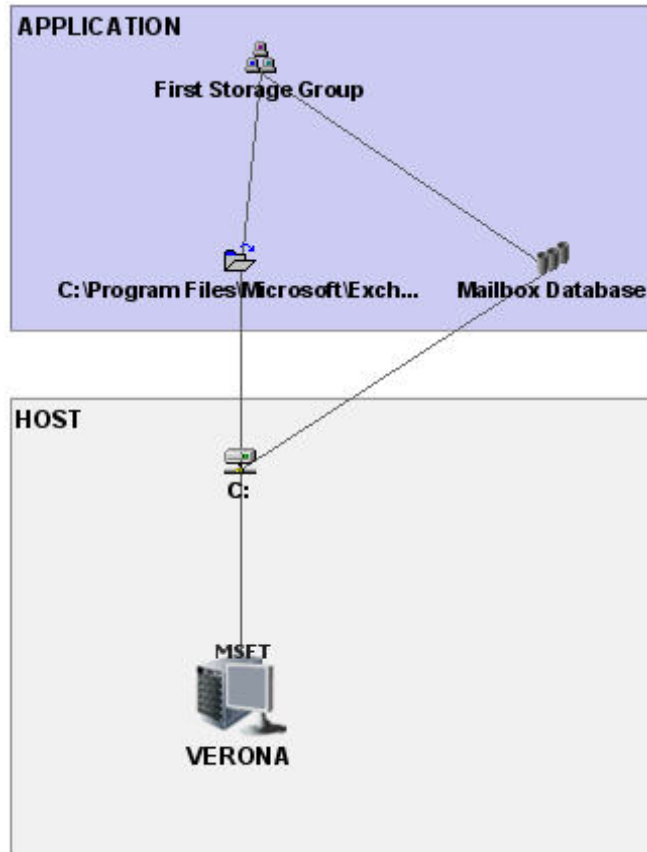 APPLICATION
First Storage Group
C:\Program Files\Microsoft\Exch...
Mailbox Database
HOST
C:
MSFT
VERONA